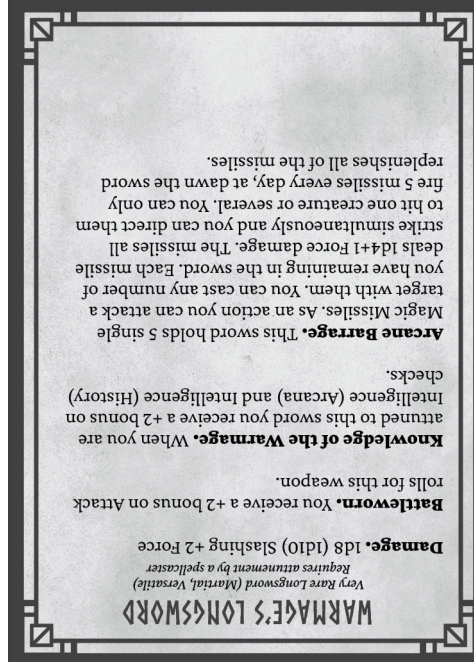 WARMAGE'S LONGSWORD
Very Rare Longsword (Martial, Versatile)
Requires attunement by a spellcaster
Damage. 1d8 (1d10) Slashing +2 Force
Battleworn. You receive a +2 bonus on Attack
rolls for this weapon.
Knowledge of the Warmage. When you are
attuned to this sword you receive a +2 bonus on
Intelligence (Arcana) and Intelligence (History)
checks.
Arcane Barrage. This sword holds 5 single
Magic Missiles. As an action you can attack a
target with them. You can cast any number of
you have remaining in the sword. Each missile
deals 1d4+1 Force damage. The missiles all
strike simultaneously and you can direct them
to hit one creature or several. You can only
fire 5 missiles every day, at dawn the sword
replenishes all of the missiles.